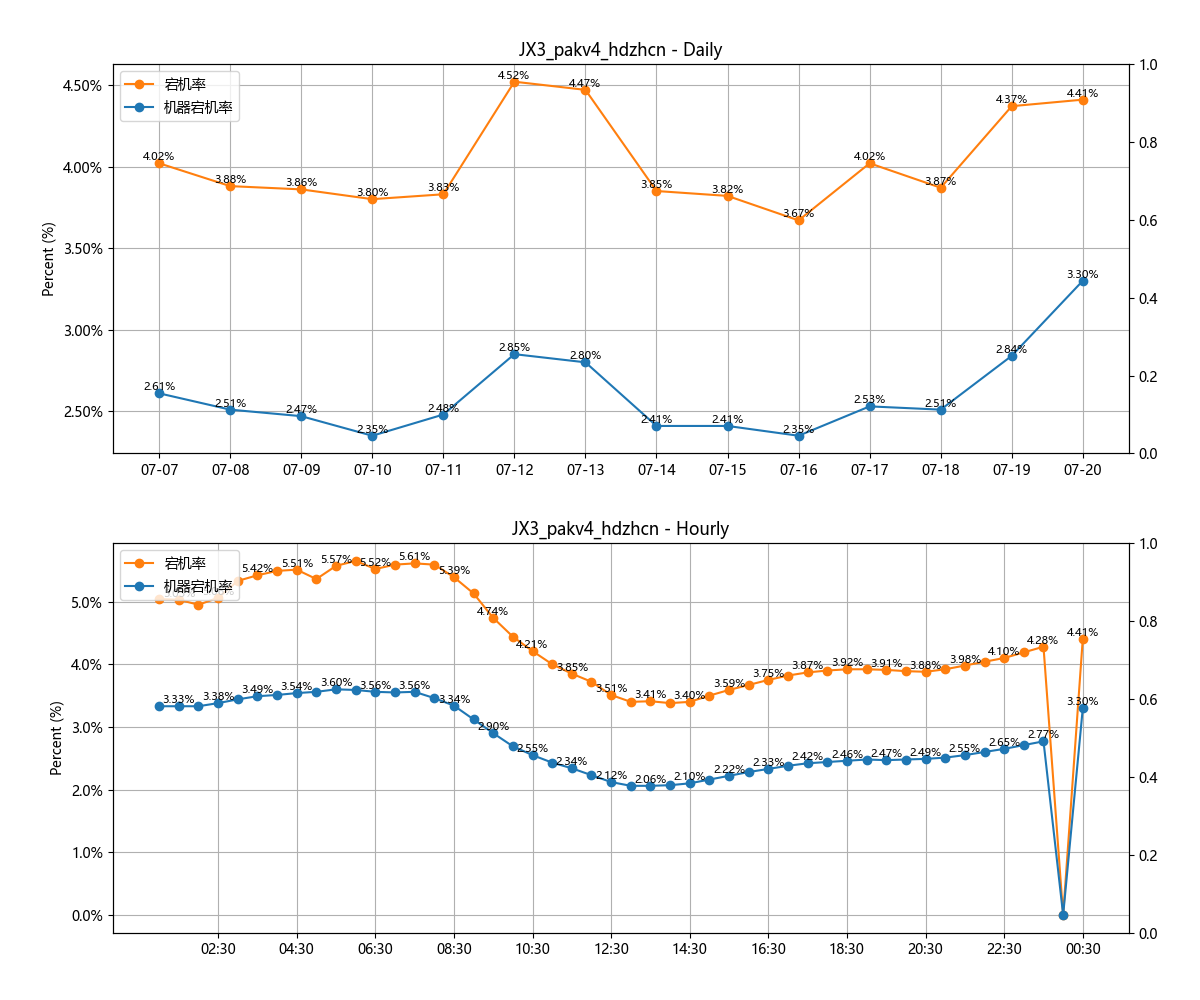 JX3_pakv4_hdzhcn - Daily
宕机率
机器宕机率
Percent (%)
4.50%
4.00%
3.50%
3.00%
2.50%
1.0
0.8
0.6
0.4
0.2
0.0
4.02% 3.88% 3.86% 3.80% 3.83% 4.52% 4.47% 3.85% 3.82% 3.67% 4.02% 3.87% 4.37% 4.41%
2.61% 2.51% 2.47% 2.35% 2.48% 2.85% 2.80% 2.41% 2.41% 2.35% 2.53% 2.51% 2.84% 3.30%
07-07 07-08 07-09 07-10 07-11 07-12 07-13 07-14 07-15 07-16 07-17 07-18 07-19 07-20
JX3_pakv4_hdzhcn - Hourly
宕机率
机器宕机率
Percent (%)
5.0%
4.0%
3.0%
2.0%
1.0%
0.0%
1.0
0.8
0.6
0.4
0.2
0.0
5.42% 5.51% 5.57% 5.52% 5.61% 5.39% 4.74% 4.21% 3.85% 3.51% 3.41% 3.40% 3.59% 3.75% 3.87% 3.92% 3.91% 3.88% 3.98% 4.10% 4.28% 4.41%
3.33% 3.38% 3.49% 3.54% 3.60% 3.56% 3.56% 3.34% 2.90% 2.55% 2.34% 2.12% 2.06% 2.10% 2.22% 2.33% 2.42% 2.46% 2.47% 2.49% 2.55% 2.65% 2.77% 3.30%
02:30 04:30 06:30 08:30 10:30 12:30 14:30 16:30 18:30 20:30 22:30 00:30